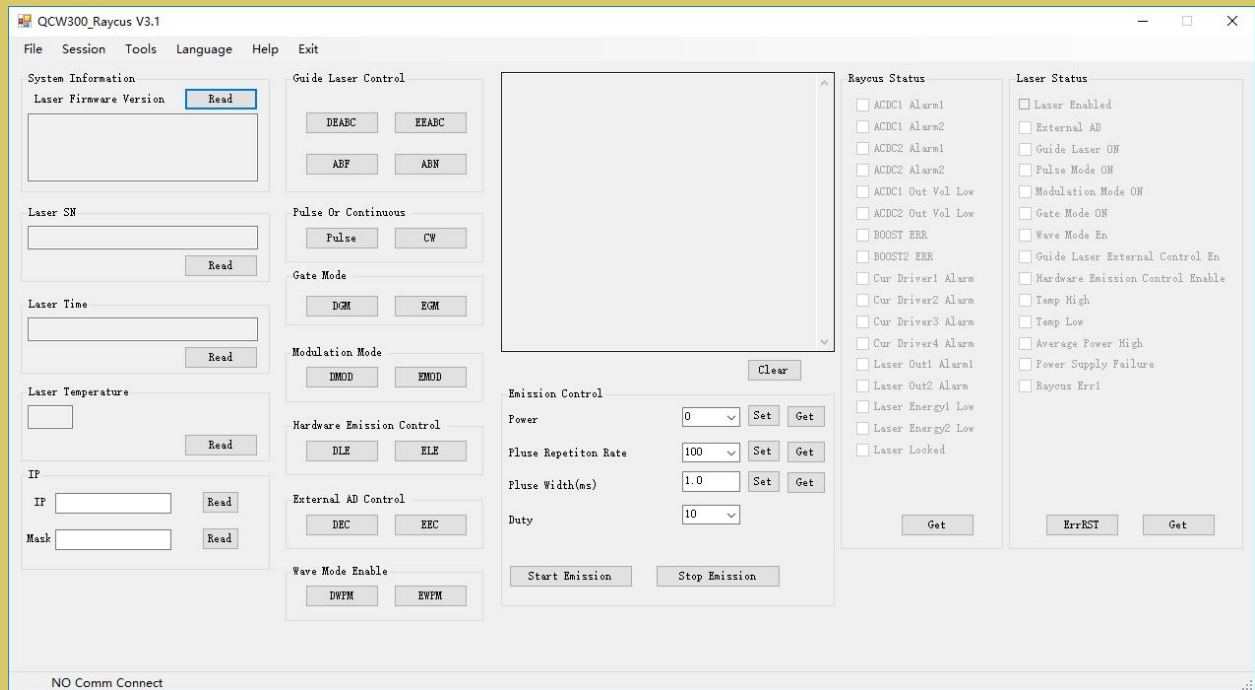 QCW300_Raycus V3.1
File Session Tools Language Help Exit
System Information
Laser Firmware Version Read
Laser SN
Read
Laser Time
Read
Laser Temperature
Read
IP
IP Read
Mask Read
Guide Laser Control
DEABC EEABC
ABF ABN
Pulse Or Continuous
Pulse CW
Gate Mode
DGM EGM
Modulation Mode
DMOD EMOD
Hardware Emission Control
DLE ELE
External AD Control
DEC EEC
Wave Mode Enable
DWPM EWPM
Clear
Emission Control
Power 0 Set Get
Pluse Repetiton Rate 100 Set Get
Pluse Width(ms) 1.0 Set Get
Duty 10
Start Emission Stop Emission
Raycus Status
ACDC1 Alarm1
ACDC1 Alarm2
ACDC2 Alarm1
ACDC2 Alarm2
ACDC1 Out Vol Low
ACDC2 Out Vol Low
BOOST ERR
BOOST2 ERR
Cur Driver1 Alarm
Cur Driver2 Alarm
Cur Driver3 Alarm
Cur Driver4 Alarm
Laser Out1 Alarm1
Laser Out2 Alarm
Laser Energy1 Low
Laser Energy2 Low
Laser Locked
Get
Laser Status
Laser Enabled
External AD
Guide Laser ON
Pulse Mode ON
Modulation Mode ON
Gate Mode ON
Wave Mode En
Guide Laser External Control En
Hardware Emission Control Enable
Temp High
Temp Low
Average Power High
Power Supply Failure
Raycus Err1
ErrRST Get
NO Comm Connect